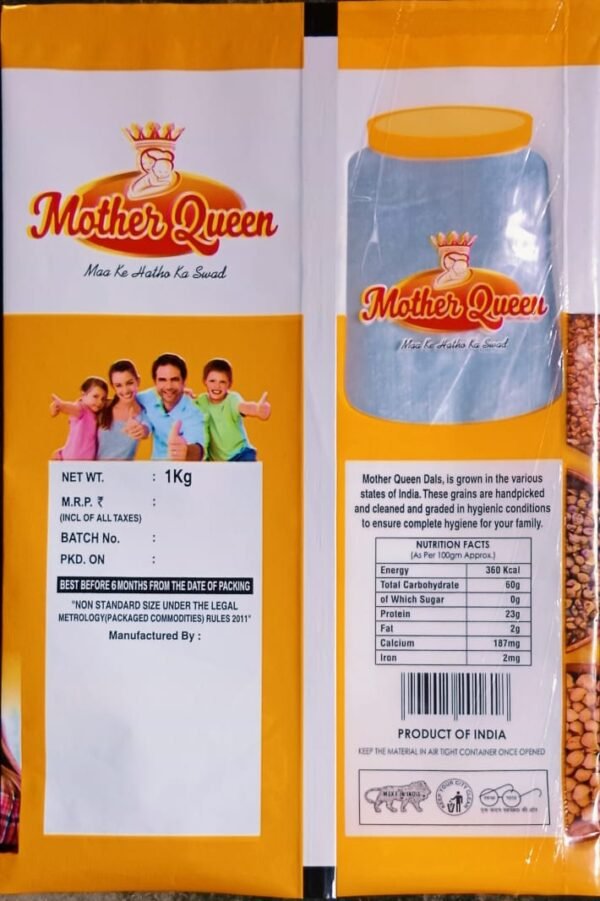 Mother Queen
Maa Ke Hatho Ka Swad
NET WT. : 1Kg
M.R.P. ₹ :
(INCL OF ALL TAXES)
BATCH No. :
PKD. ON :
BEST BEFORE 6 MONTHS FROM THE DATE OF PACKING
"NON STANDARD SIZE UNDER THE LEGAL
METROLOGY(PACKAGED COMMODITIES) RULES 2011"
Manufactured By :
Mother Queen
Maa Ke Hatho Ka Swad
Mother Queen Dals, is grown in the various
states of India. These grains are handpicked
and cleaned and graded in hygienic conditions
to ensure complete hygiene for your family.
NUTRITION FACTS
(As Per 100gm Approx.)
Energy 360 Kcal
Total Carbohydrate 60g
of Which Sugar 0g
Protein 23g
Fat 2g
Calcium 187mg
Iron 2mg
PRODUCT OF INDIA
KEEP THE MATERIAL IN AIR TIGHT CONTAINER ONCE OPENED
MAKE IN INDIA
KEEP YOUR CITY CLEAN